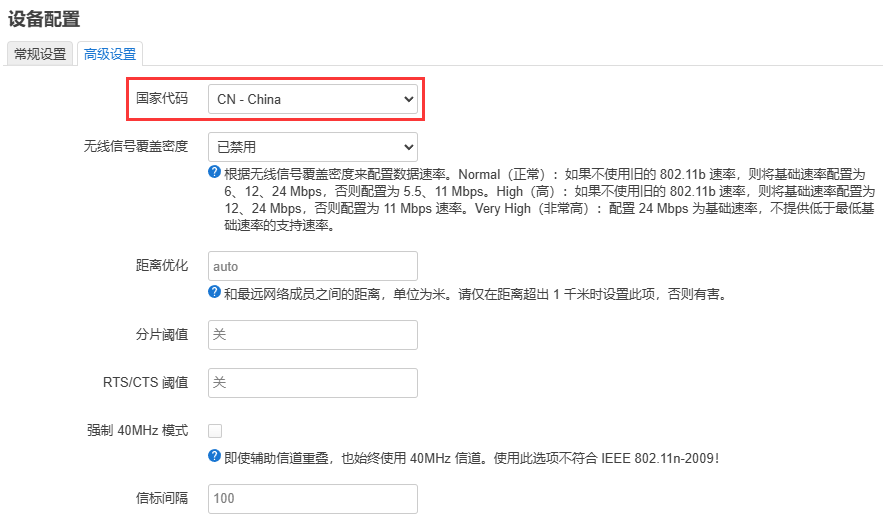 设备配置
常规设置 高级设置
国家代码 CN - China
无线信号覆盖密度 已禁用
根据无线信号覆盖密度来配置数据速率。Normal（正常）：如果不使用旧的 802.11b 速率，则将基础速率配置为
6、12、24 Mbps，否则配置为 5.5、11 Mbps。High（高）：如果不使用旧的 802.11b 速率，则将基础速率配置为
12、24 Mbps，否则配置为 11 Mbps 速率。Very High（非常高）：配置 24 Mbps 为基础速率，不提供低于最低基
础速率的支持速率。
距离优化 auto
和最远网络成员之间的距离，单位为米。请仅在距离超出 1 千米时设置此项，否则有害。
分片阈值 关
RTS/CTS 阈值 关
强制 40MHz 模式
即使辅助信道重叠，也始终使用 40MHz 信道。使用此选项不符合 IEEE 802.11n-2009！
信标间隔 100